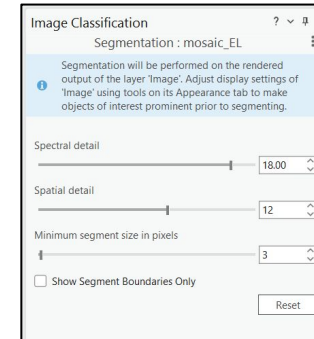 Image Classification
Segmentation : mosaic_EL
Segmentation will be performed on the rendered
output of the layer 'Image'. Adjust display settings of
'Image' using tools on its Appearance tab to make
objects of interest prominent prior to segmenting.
Spectral detail
18.00
Spatial detail
12
Minimum segment size in pixels
3
Show Segment Boundaries Only
Reset